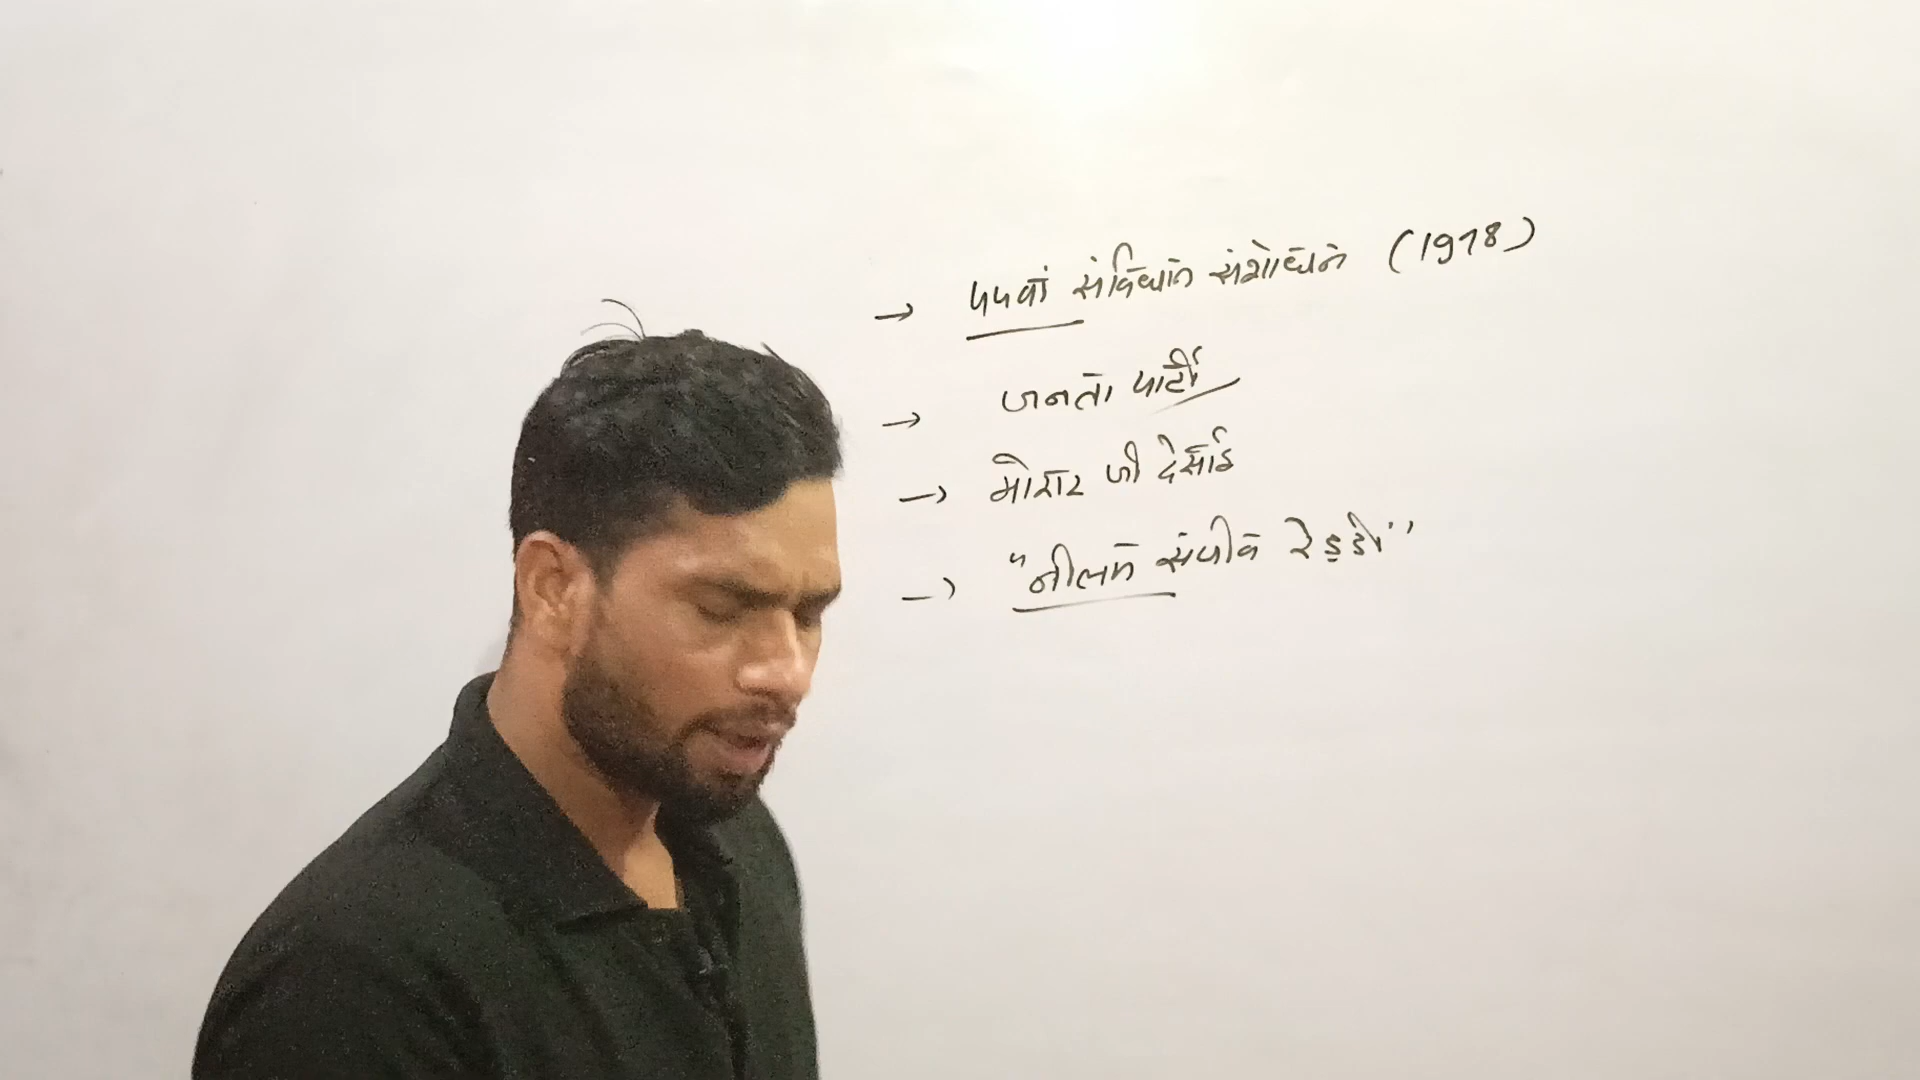 → 44वां संविधान संशोधन (1978)
→ जनता पार्टी
→ मोरार जी देसाई
→ "नीलम संजीव रेड्डी"